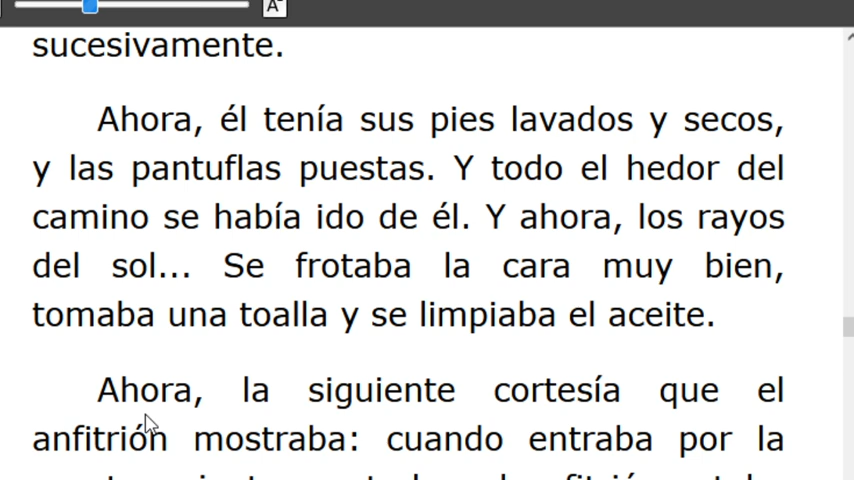 A
sucesivamente.
Ahora, él tenía sus pies lavados y secos,
y las pantuflas puestas. Y todo el hedor del
camino se había ido de él. Y ahora, los rayos
del sol... Se frotaba la cara muy bien,
tomaba una toalla y se limpiaba el aceite.
Ahora, la siguiente cortesía que el
anfitrión mostraba: cuando entraba por la